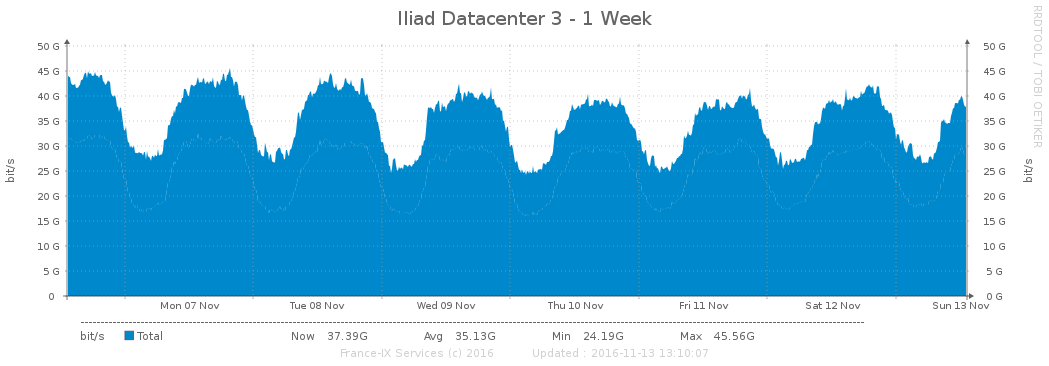 Iliad Datacenter 3 - 1 Week
RRDTOOL / TOBI OETIKER
50 G 50 G
45 G 45 G
40 G 40 G
35 G 35 G
30 G 30 G
25 G 25 G
20 G 20 G
15 G 15 G
10 G 10 G
5 G 5 G
0 0 G
bit/s bit/s
Mon 07 Nov Tue 08 Nov Wed 09 Nov Thu 10 Nov Fri 11 Nov Sat 12 Nov Sun 13 Nov
bit/s Total Now 37.39G Avg 35.13G Min 24.19G Max 45.56G
France-IX Services (c) 2016 Updated : 2016-11-13 13:10:07